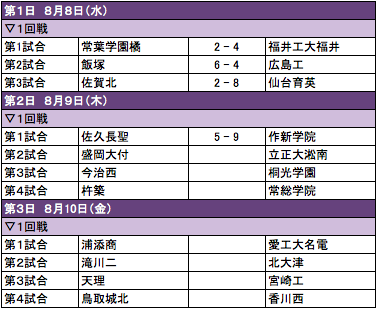 第1日 8月8日(水)
▽1回戦
第1試合 常葉学園橘 2-4 福井工大福井
第2試合 飯塚 6-4 広島工
第3試合 佐賀北 2-8 仙台育英
第2日 8月9日(木)
▽1回戦
第1試合 佐久長聖 5-9 作新学院
第2試合 盛岡大付 立正大淞南
第3試合 今治西 桐光学園
第4試合 杵築 常総学院
第3日 8月10日(金)
▽1回戦
第1試合 浦添商 愛工大名電
第2試合 滝川二 北大津
第3試合 天理 宮崎工
第4試合 鳥取城北 香川西